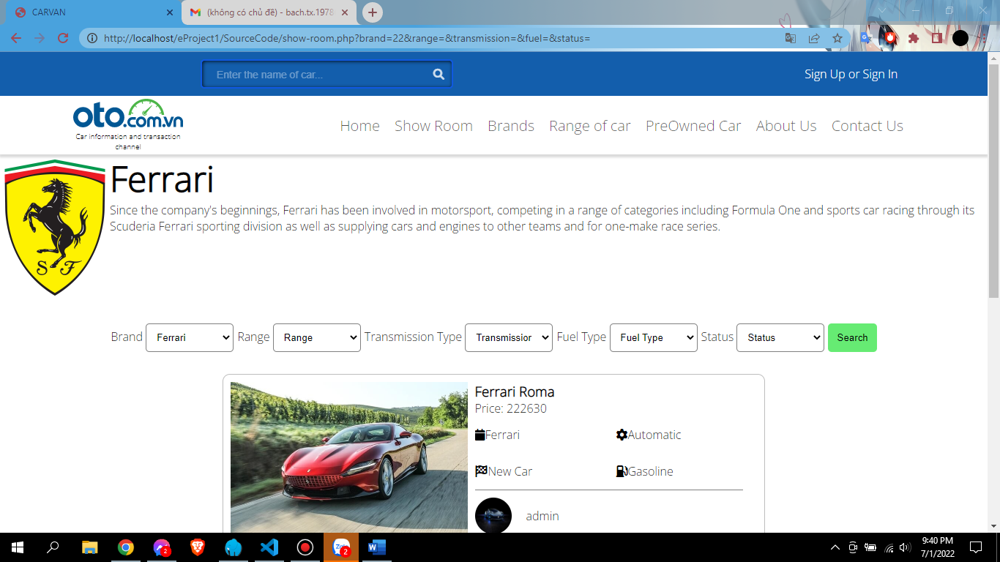 CARVAN
(không có chủ đề) - bach.tx.1978
http://localhost/eProject1/SourceCode/show-room.php?brand=22&range=&transmission=&fuel=&status=
Enter the name of car...
Sign Up or Sign In
oto.com.vn
Car information and transaction
channel
Home Show Room Brands Range of car PreOwned Car About Us Contact Us
Ferrari
Since the company's beginnings, Ferrari has been involved in motorsport, competing in a range of categories including Formula One and sports car racing through its
Scuderia Ferrari sporting division as well as supplying cars and engines to other teams and for one-make race series.
S F
Brand Ferrari Range Range Transmission Type Transmission Fuel Type Fuel Type Status Status Search
Ferrari Roma
Price: 222630
Ferrari Automatic
New Car Gasoline
admin
2
2
9:40 PM
7/1/2022